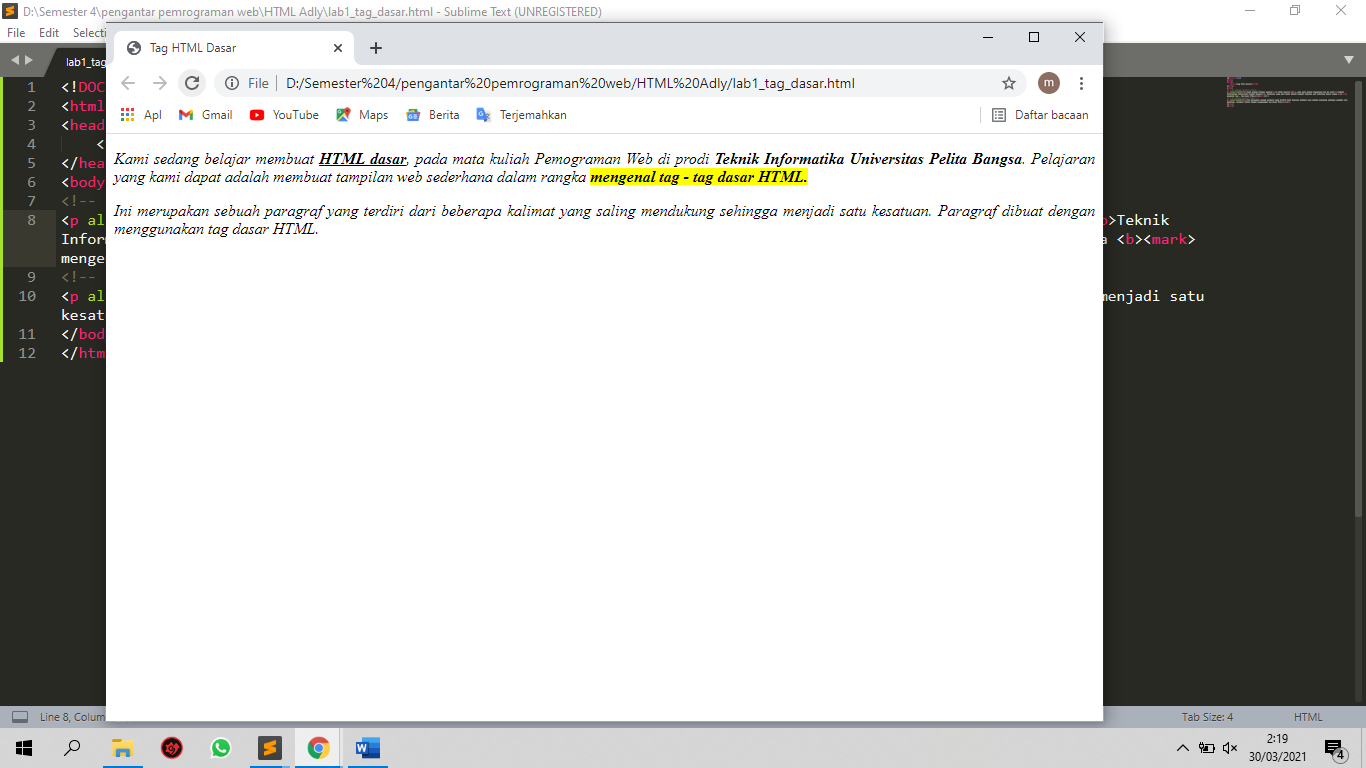 D:\Semester 4\pengantar pemrograman web\HTML Adly\lab1_tag_dasar.html - Sublime Text (UNREGISTERED)
File Edit Selecti
lab1_tag
Tag HTML Dasar
File D:/Semester%204/pengantar%20pemrograman%20web/HTML%20Adly/lab1_tag_dasar.html
m
Apl Gmail YouTube Maps Berita Terjemahkan Daftar bacaan
Kami sedang belajar membuat HTML dasar, pada mata kuliah Pemograman Web di prodi Teknik Informatika Universitas Pelita Bangsa. Pelajaran
yang kami dapat adalah membuat tampilan web sederhana dalam rangka mengenal tag - tag dasar HTML.
Ini merupakan sebuah paragraf yang terdiri dari beberapa kalimat yang saling mendukung sehingga menjadi satu kesatuan. Paragraf dibuat dengan
menggunakan tag dasar HTML.
1 <!DOC
2 <html
3 <head
4 <
5 </hea
6 <body
7 <!--
8 <p al >Teknik
Infor a <b><mark>
menge
9 <!--
10 <p al menjadi satu
kesat
11 </bod
12 </htm
Line 8, Colum Tab Size: 4 HTML
2:19
30/03/2021
4